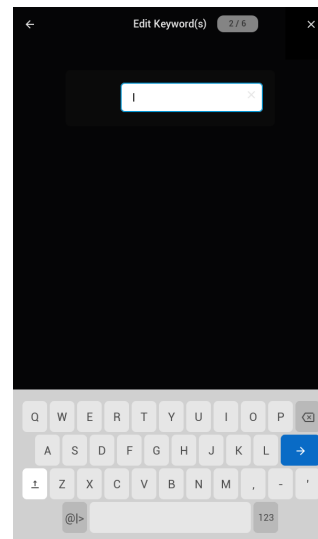 Edit Keyword(s) 2 / 6
Q W E R T Y U I O P
A S D F G H J K L
Z X C V B N M , - '
@|> 123